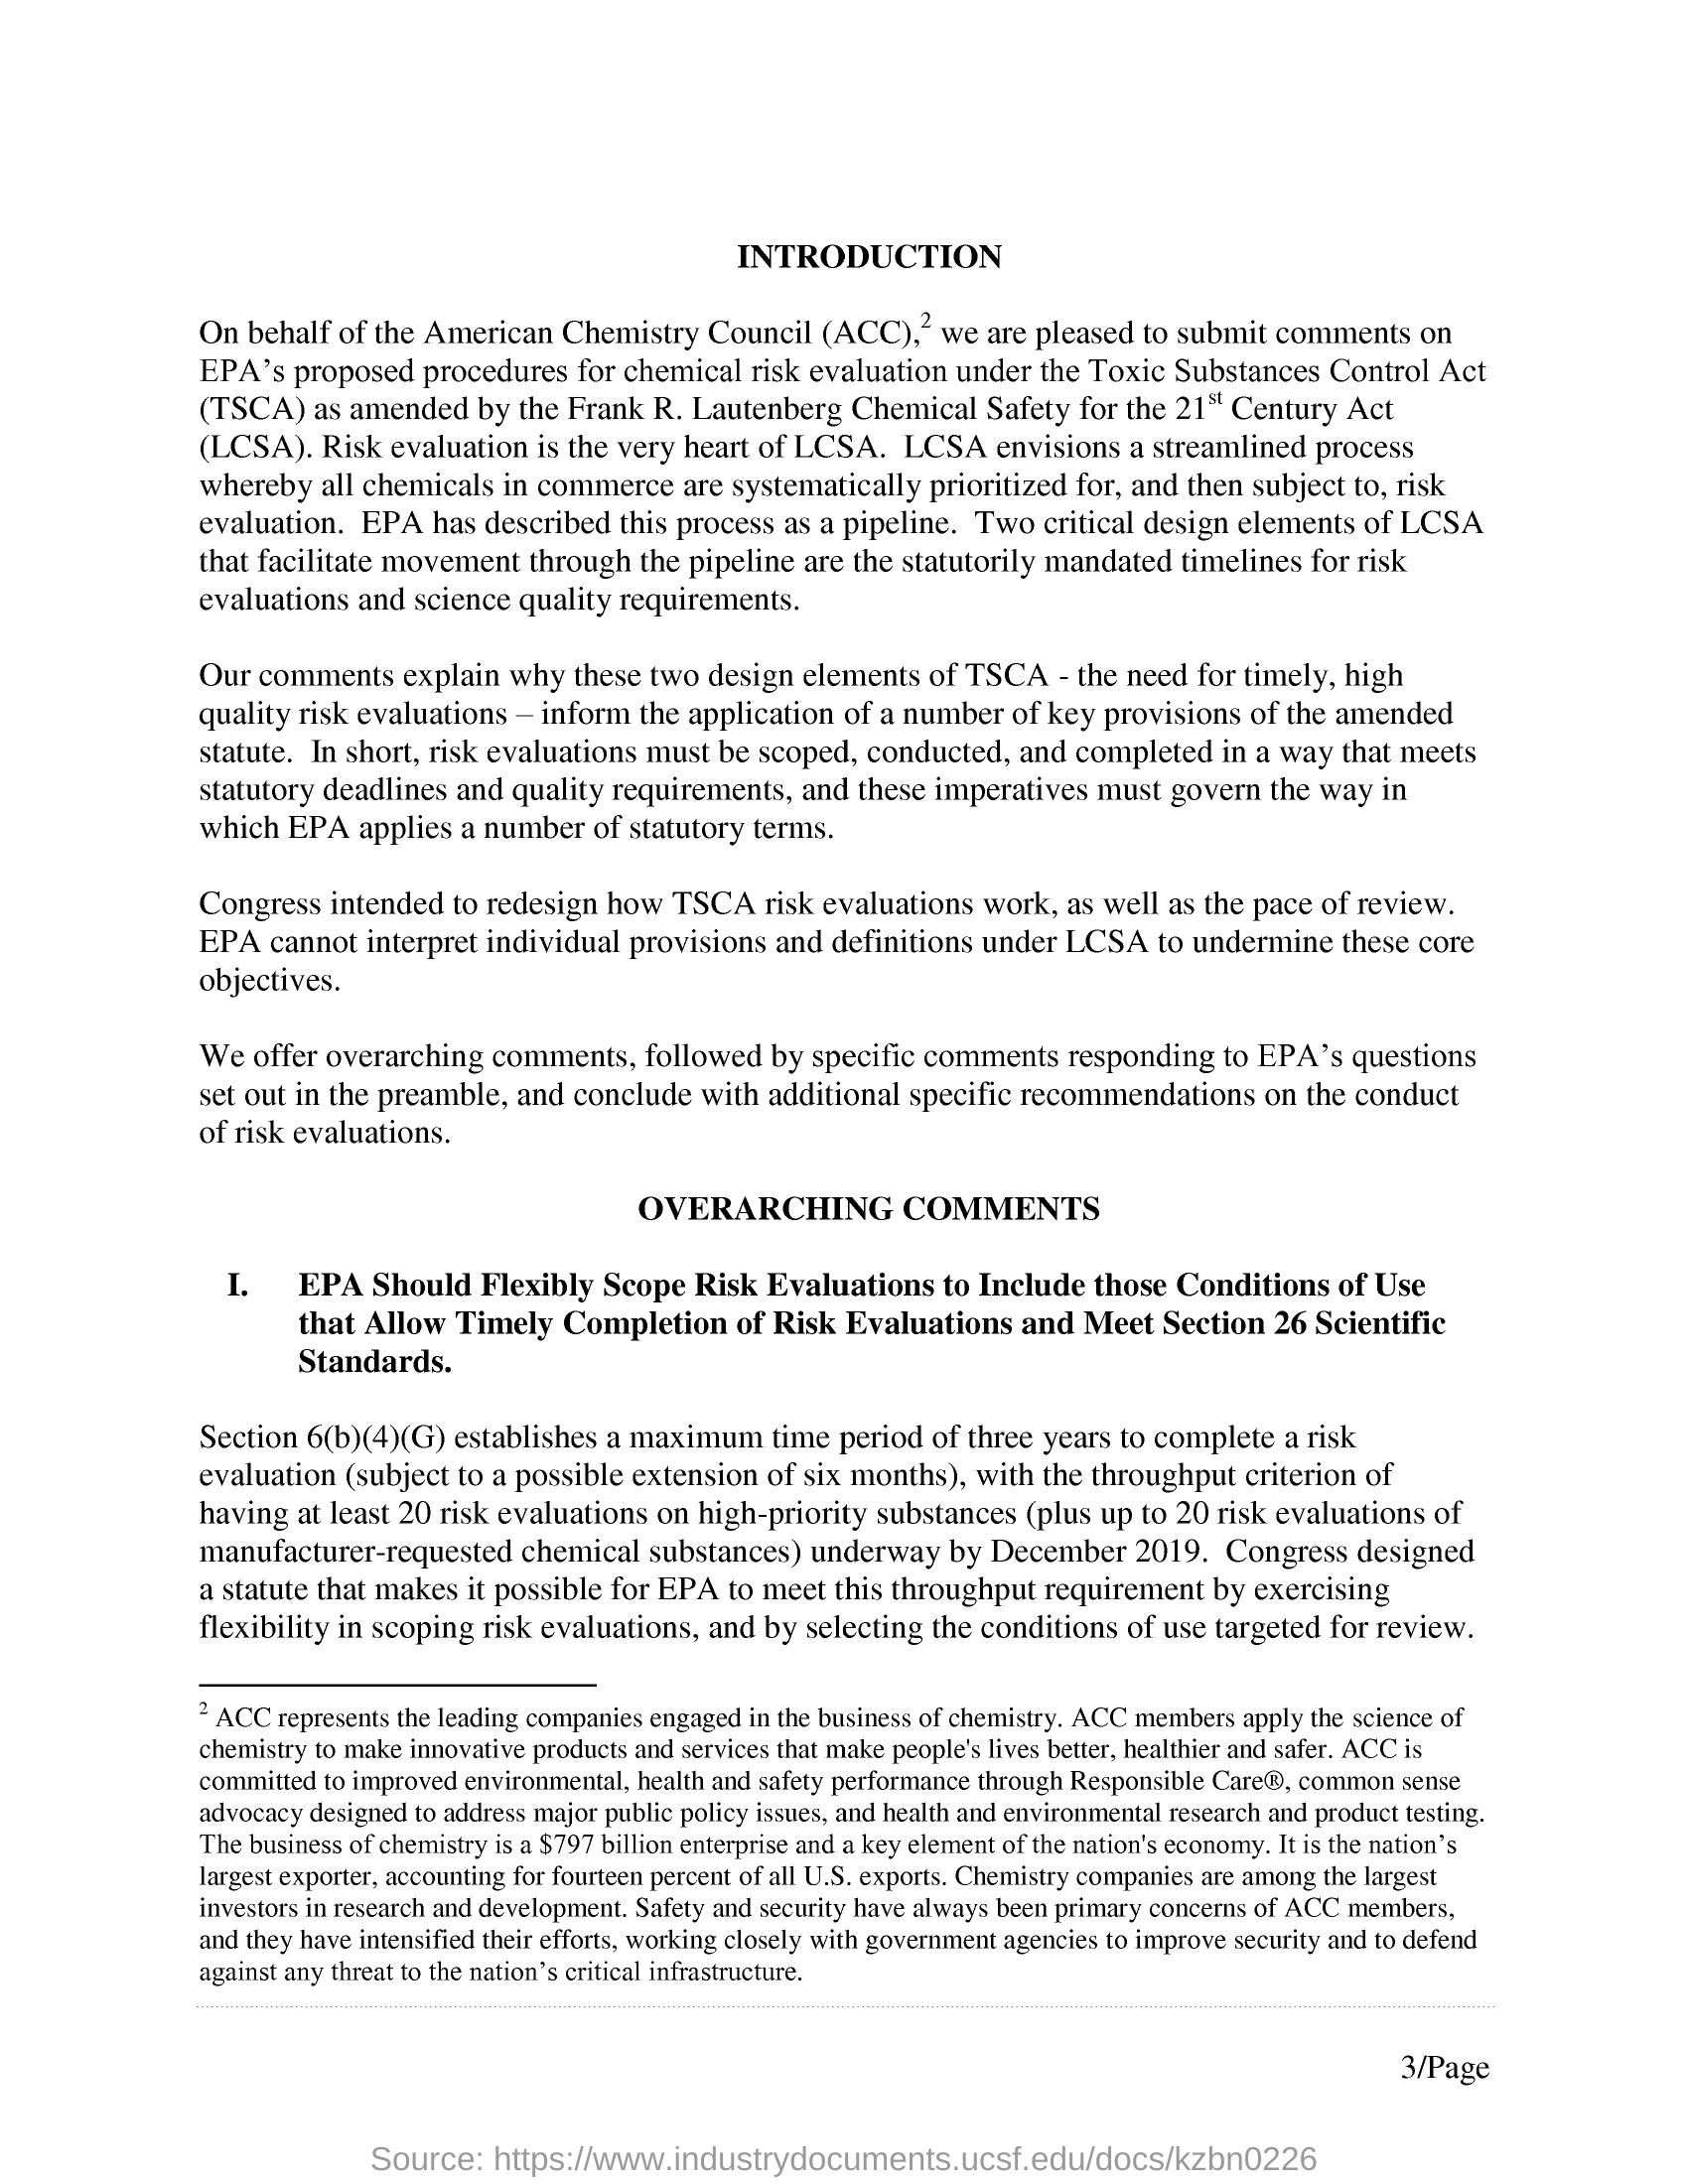 INTRODUCTION
On behalf of the American Chemistry Council (ACC),2 we are pleased to submit comments on
EPA’s proposed procedures for chemical risk evaluation under the Toxic Substances Control Act
(TSCA) as amended by the Frank R. Lautenberg Chemical Safety for the 21st Century Act
(LCSA). Risk evaluation is the very heart of LCSA.  LCSA envisions a streamlined process
whereby all chemicals in commerce are systematically prioritized for, and then subject to, risk
evaluation.  EPA has described this process as a pipeline.  Two critical design elements of LCSA
that facilitate movement through the pipeline are the statutorily mandated timelines for risk
evaluations and science quality requirements.
Our comments explain why these two design elements of TSCA - the need for timely, high
quality risk evaluations – inform the application of a number of key provisions of the amended
statute.  In short, risk evaluations must be scoped, conducted, and completed in a way that meets
statutory deadlines and quality requirements, and these imperatives must govern the way in
which EPA applies a number of statutory terms.
Congress intended to redesign how TSCA risk evaluations work, as well as the pace of review.
EPA cannot interpret individual provisions and definitions under LCSA to undermine these core
objectives.
We offer overarching comments, followed by specific comments responding to EPA’s questions
set out in the preamble, and conclude with additional specific recommendations on the conduct
of risk evaluations.
OVERARCHING COMMENTS
I. EPA Should Flexibly Scope Risk Evaluations to Include those Conditions of Use
that Allow Timely Completion of Risk Evaluations and Meet Section 26 Scientific
Standards.
Section 6(b)(4)(G) establishes a maximum time period of three years to complete a risk
evaluation (subject to a possible extension of six months), with the throughput criterion of
having at least 20 risk evaluations on high-priority substances (plus up to 20 risk evaluations of
manufacturer-requested chemical substances) underway by December 2019.  Congress designed
a statute that makes it possible for EPA to meet this throughput requirement by exercising
flexibility in scoping risk evaluations, and by selecting the conditions of use targeted for review.
2 ACC represents the leading companies engaged in the business of chemistry. ACC members apply the science of
chemistry to make innovative products and services that make people's lives better, healthier and safer. ACC is
committed to improved environmental, health and safety performance through Responsible Care®, common sense
advocacy designed to address major public policy issues, and health and environmental research and product testing.
The business of chemistry is a $797 billion enterprise and a key element of the nation's economy. It is the nation’s
largest exporter, accounting for fourteen percent of all U.S. exports. Chemistry companies are among the largest
investors in research and development. Safety and security have always been primary concerns of ACC members,
and they have intensified their efforts, working closely with government agencies to improve security and to defend
against any threat to the nation’s critical infrastructure.
3/Page
Source: https://www.industrydocuments.ucsf.edu/docs/kzbn0226